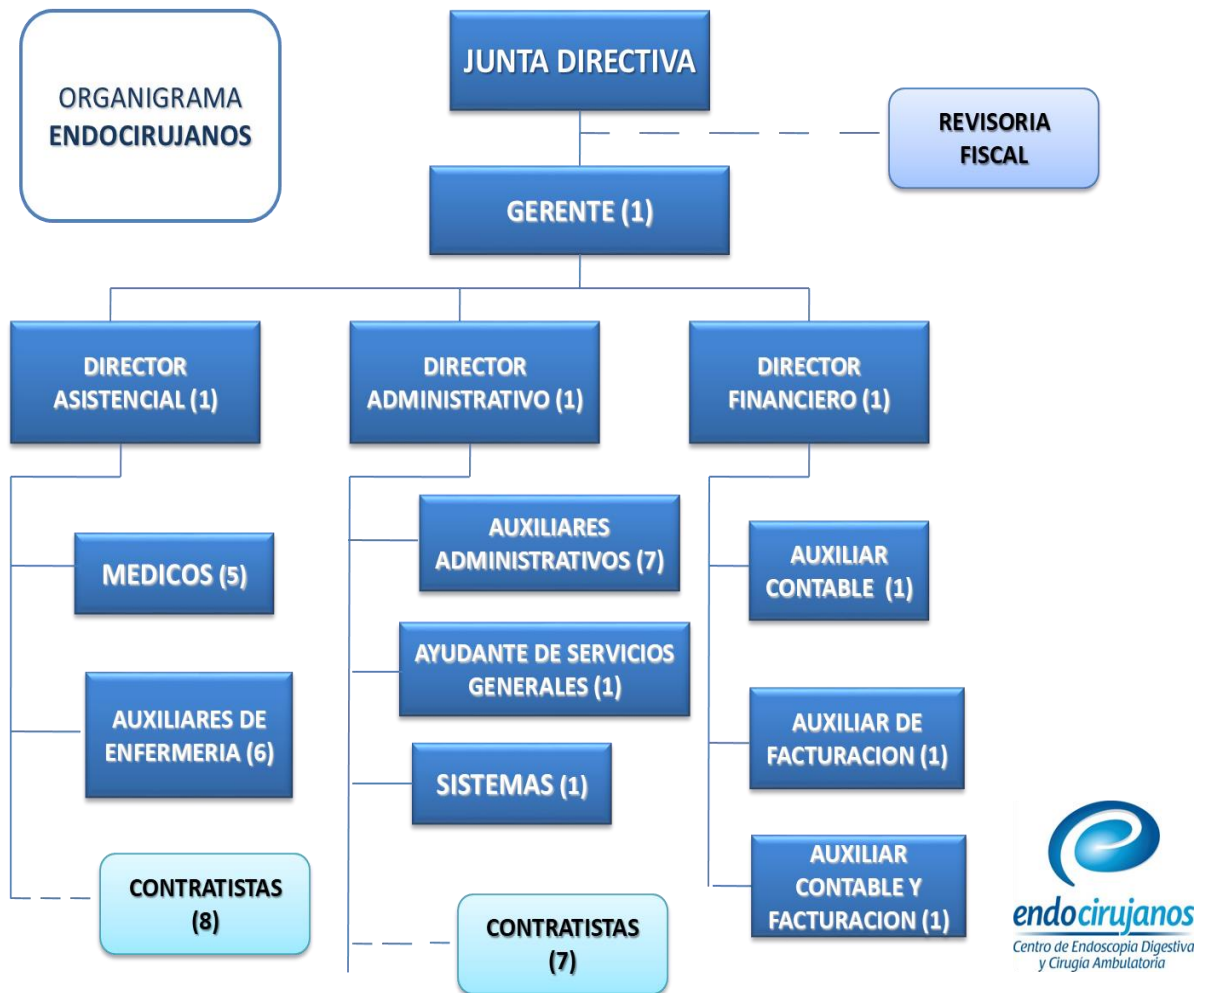 ORGANIGRAMA
ENDOCIRUJANOS
JUNTA DIRECTIVA
REVISORIA
FISCAL
GERENTE (1)
DIRECTOR
ASISTENCIAL (1)
DIRECTOR
ADMINISTRATIVO (1)
DIRECTOR
FINANCIERO (1)
MEDICOS (5)
AUXILIARES DE
ENFERMERIA (6)
CONTRATISTAS
(8)
AUXILIARES
ADMINISTRATIVOS (7)
AYUDANTE DE SERVICIOS
GENERALES (1)
SISTEMAS (1)
CONTRATISTAS
(7)
AUXILIAR
CONTABLE (1)
AUXILIAR DE
FACTURACION (1)
AUXILIAR
CONTABLE Y
FACTURACION (1)
endocirujanos
Centro de Endoscopia Digestiva
y Cirugía Ambulatoria